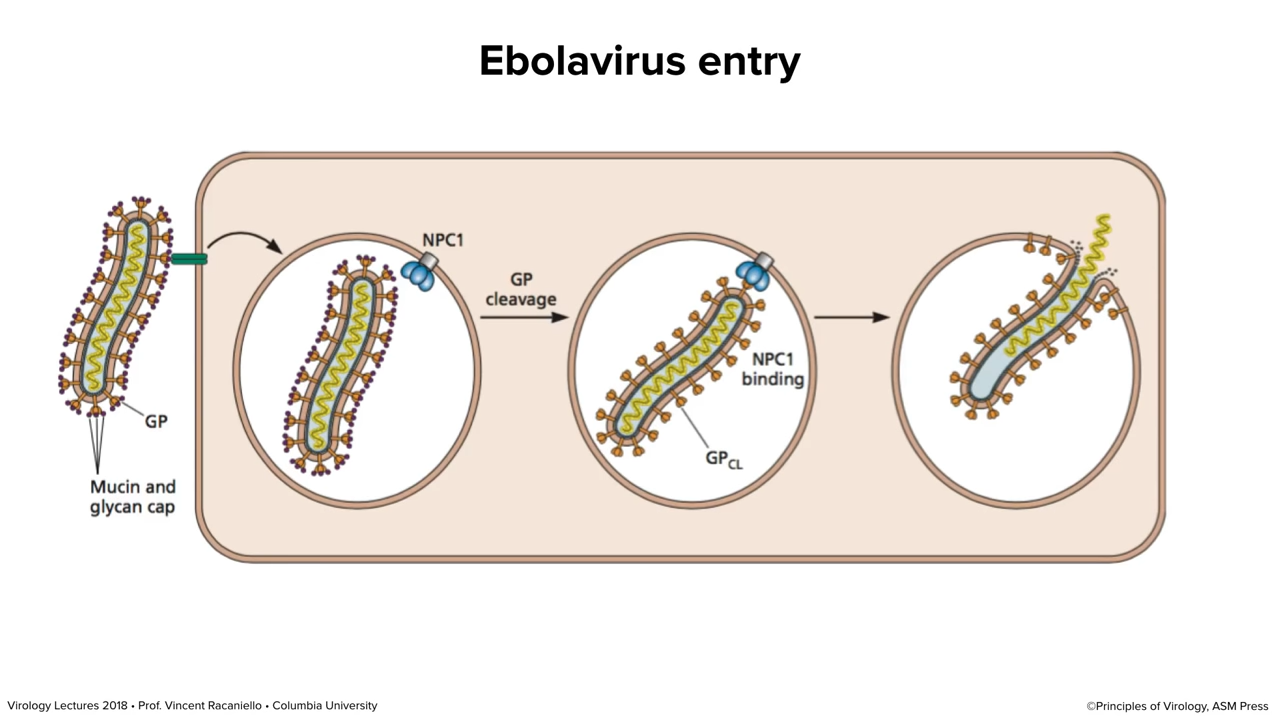 Ebolavirus entry
NPC1
GP
cleavage
NPC1
binding
GP
GPCL
Mucin and
glycan cap
Virology Lectures 2018 • Prof. Vincent Racaniello • Columbia University
©Principles of Virology, ASM Press